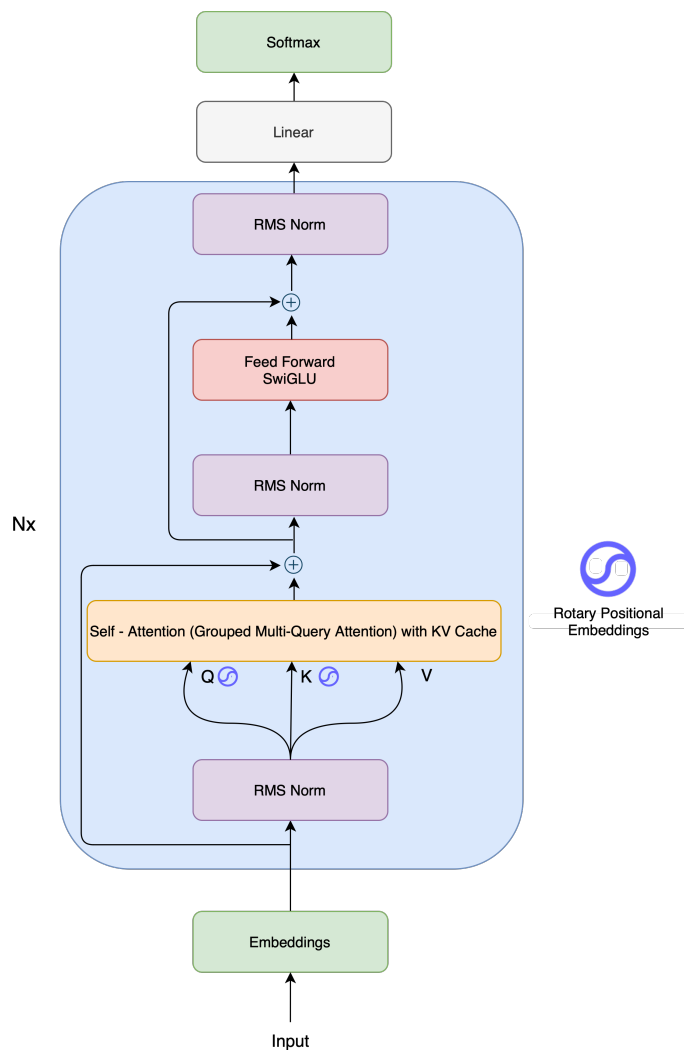 Softmax
Linear
RMS Norm
Feed Forward
SwiGLU
RMS Norm
Nx
Rotary Positional
Embeddings
Self - Attention (Grouped Multi-Query Attention) with KV Cache
Q
K
V
RMS Norm
Embeddings
Input